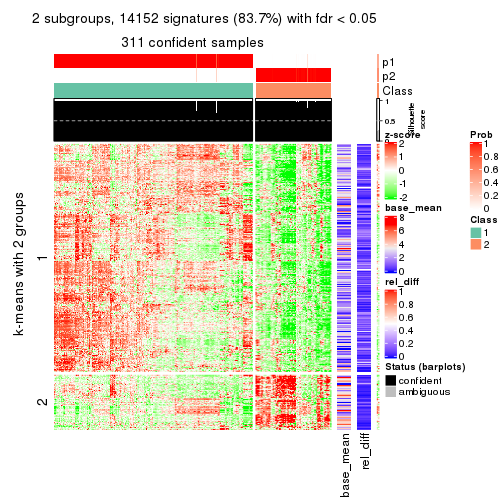 2 subgroups, 14152 signatures (83.7%) with fdr < 0.05
311 confident samples
p1
p2
Class
1
0.5
0
Silhouette
score
k-means with 2 groups
1
2
base_mean
rel_diff
z-score
2
1
0
-1
-2
base_mean
8
6
4
2
0
rel_diff
1
0.8
0.6
0.4
0.2
0
Status (barplots)
confident
ambiguous
Prob
1
0.8
0.6
0.4
0.2
0
Class
1
2